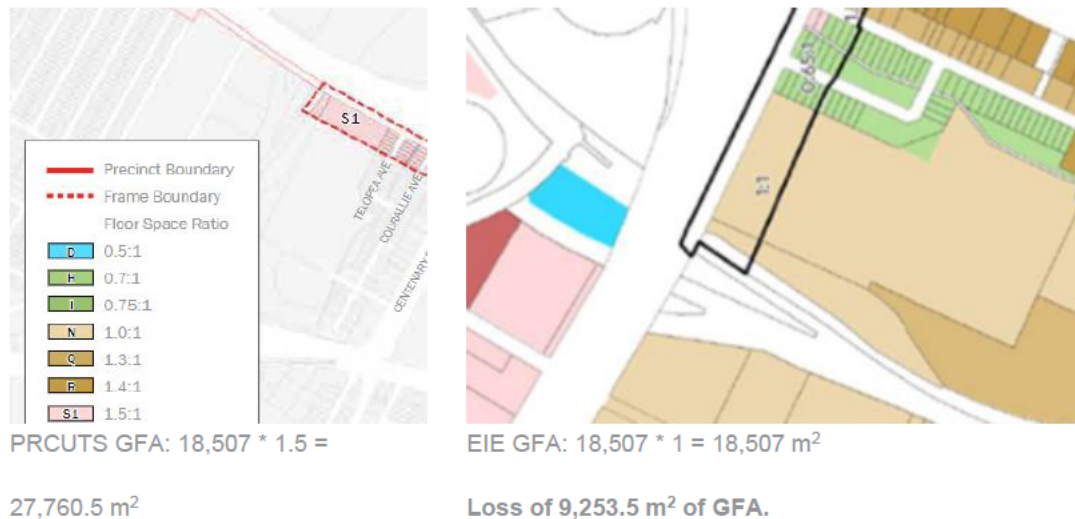 S1
TELOPEA AVE
COURALLIE AVE
CENTENARY
Precinct Boundary
Frame Boundary
Floor Space Ratio
D 0.5:1
H 0.7:1
I 0.75:1
N 1.0:1
Q 1.3:1
R 1.4:1
S1 1.5:1
0.65:1
1:1
PRCUTS GFA: 18,507 * 1.5 =
27,760.5 m²
EIE GFA: 18,507 * 1 = 18,507 m²
Loss of 9,253.5 m² of GFA.